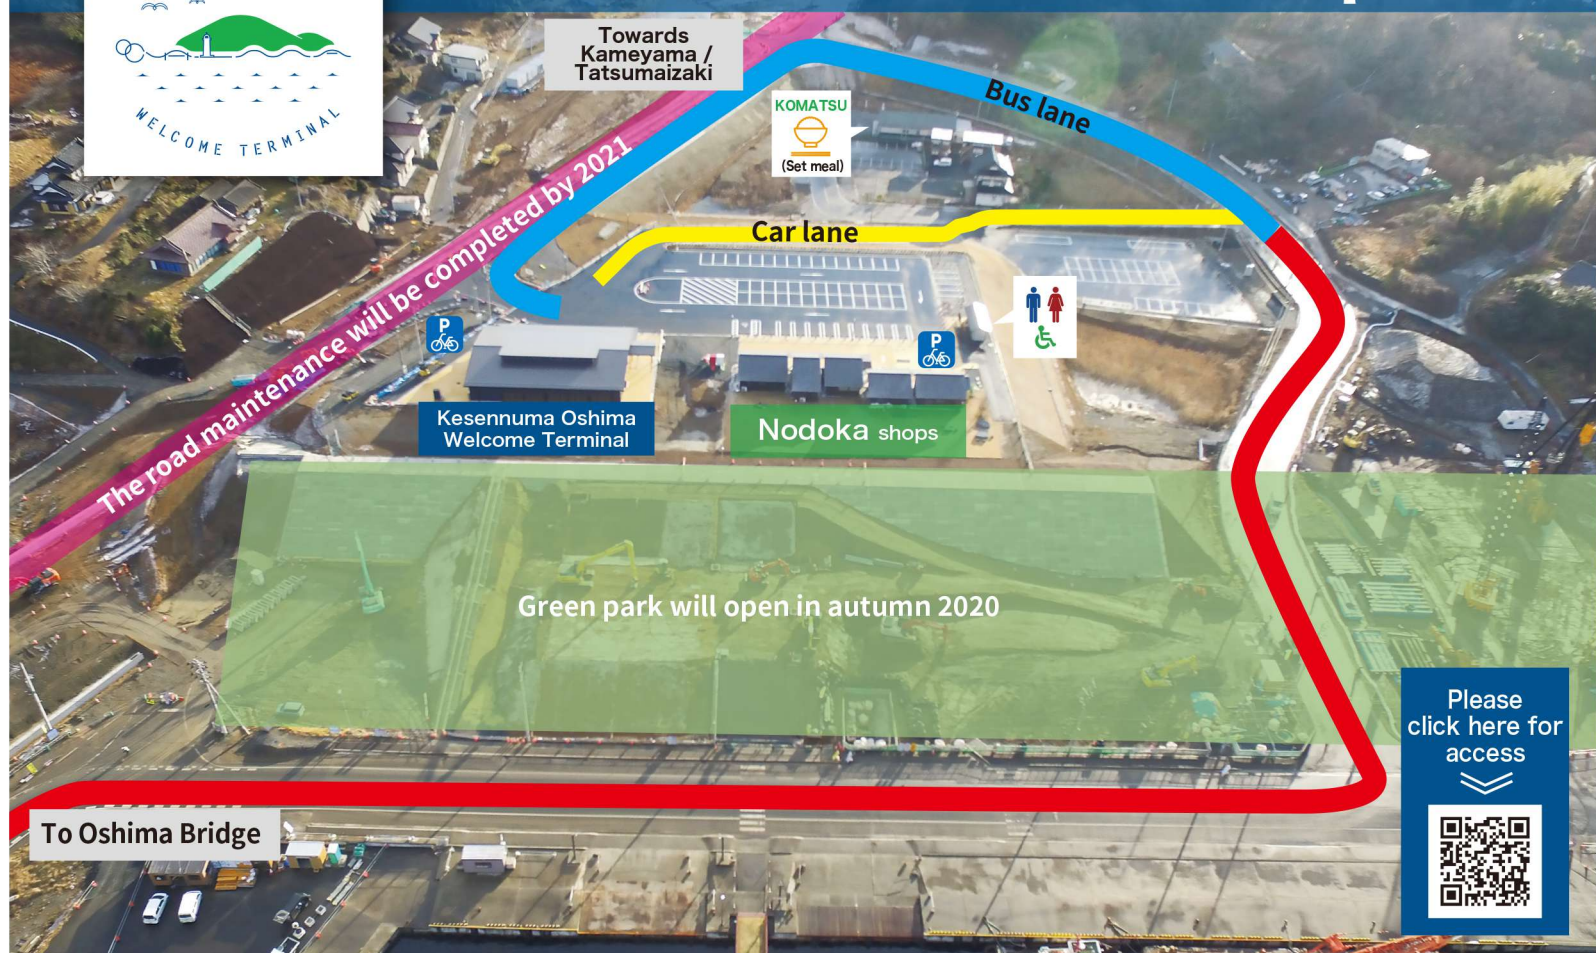 WELCOME TERMINAL
Towards
Kameyama /
Tatsumaizaki
Bus lane
KOMATSU
(Set meal)
The road maintenance will be completed by 2021
Car lane
P
P
Kesennuma Oshima
Welcome Terminal
Nodoka shops
Green park will open in autumn 2020
Please
click here for
access
To Oshima Bridge